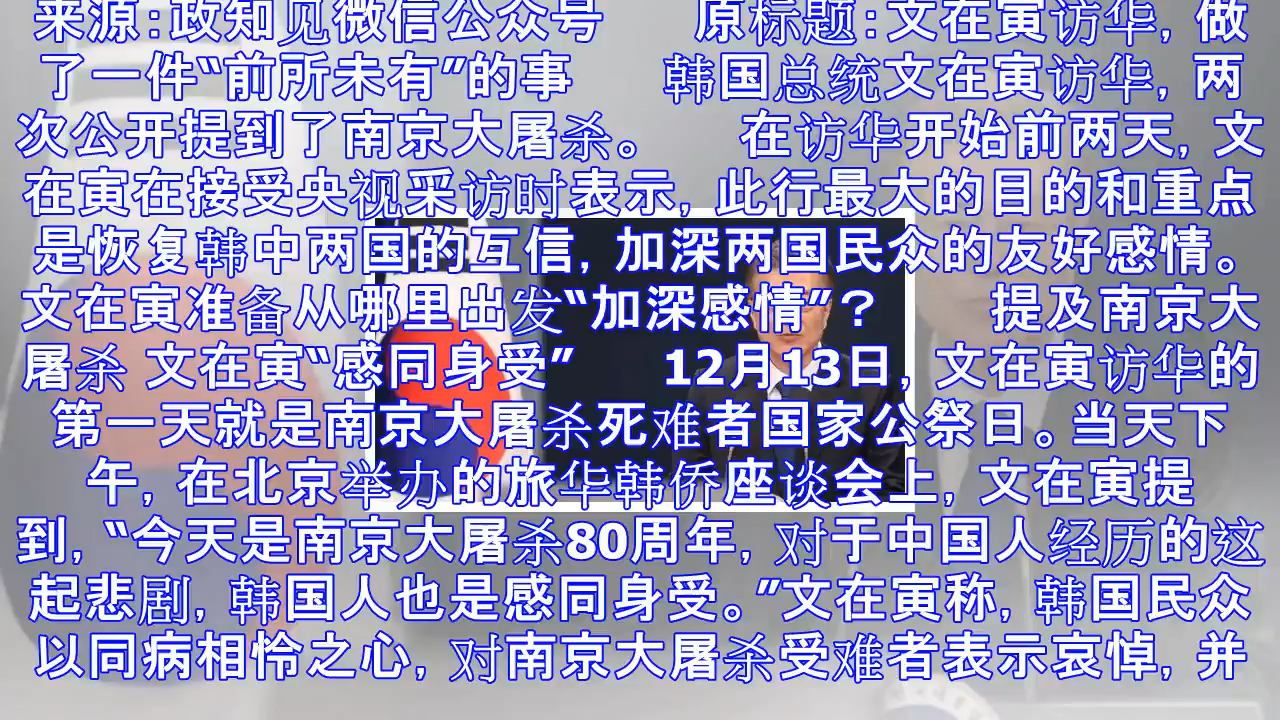 来源:政知见微信公众号 原标题:文在寅访华, 做
了一件“前所未有”的事 韩国总统文在寅访华, 两
次公开提到了南京大屠杀。 在访华开始前两天, 文
在寅在接受央视采访时表示, 此行最大的目的和重点
是恢复韩中两国的互信, 加深两国民众的友好感情。
文在寅准备从哪里出发“加深感情”？ 提及南京大
屠杀 文在寅“感同身受” 12月13日, 文在寅访华的
第一天就是南京大屠杀死难者国家公祭日。当天下
午, 在北京举办的旅华韩侨座谈会上, 文在寅提
到, “今天是南京大屠杀80周年, 对于中国人经历的这
起悲剧, 韩国人也是感同身受。”文在寅称, 韩国民众
以同病相怜之心, 对南京大屠杀受难者表示哀悼, 并